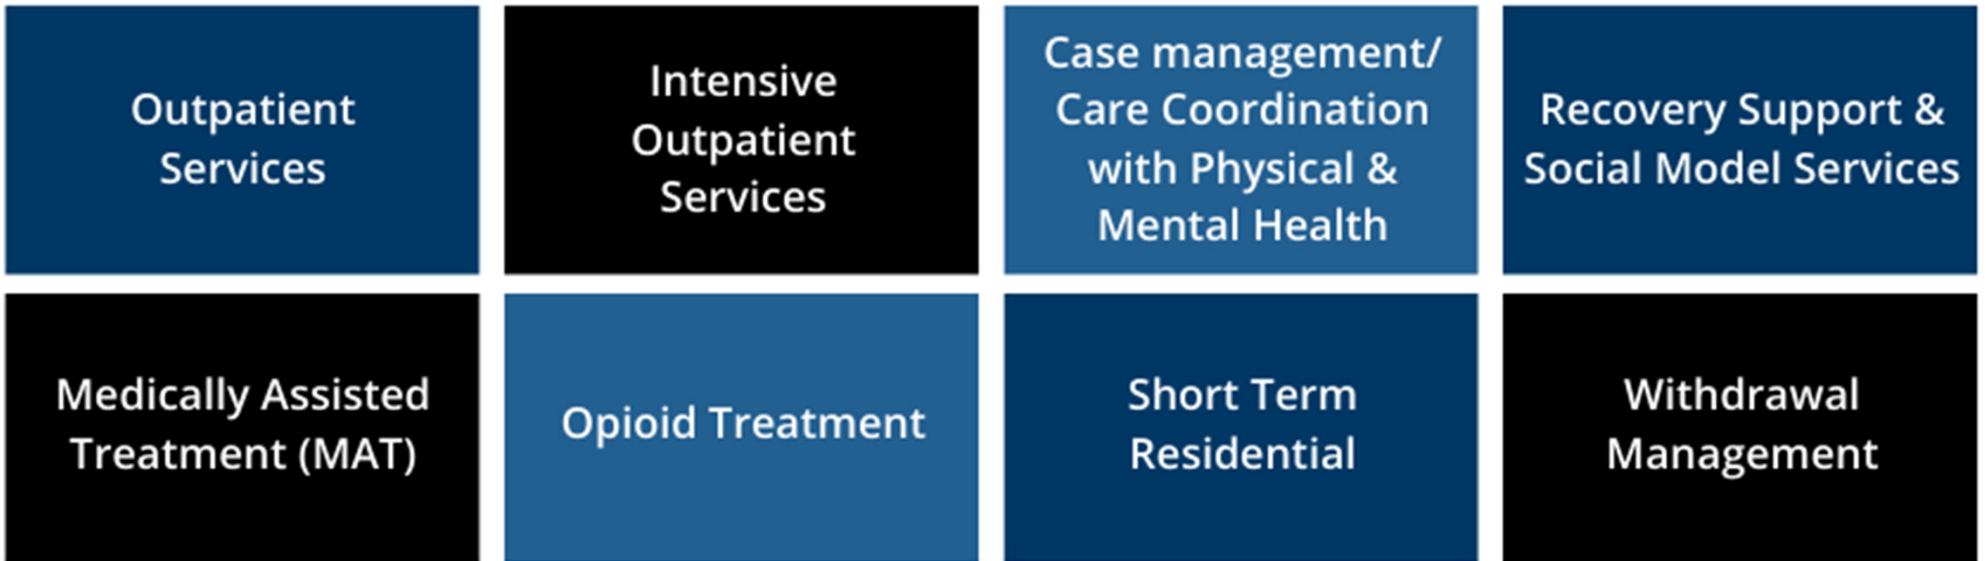 Outpatient
Services
Intensive
Outpatient
Services
Case management/
Care Coordination
with Physical &
Mental Health
Recovery Support &
Social Model Services
Medically Assisted
Treatment (MAT)
Opioid Treatment
Short Term
Residential
Withdrawal
Management